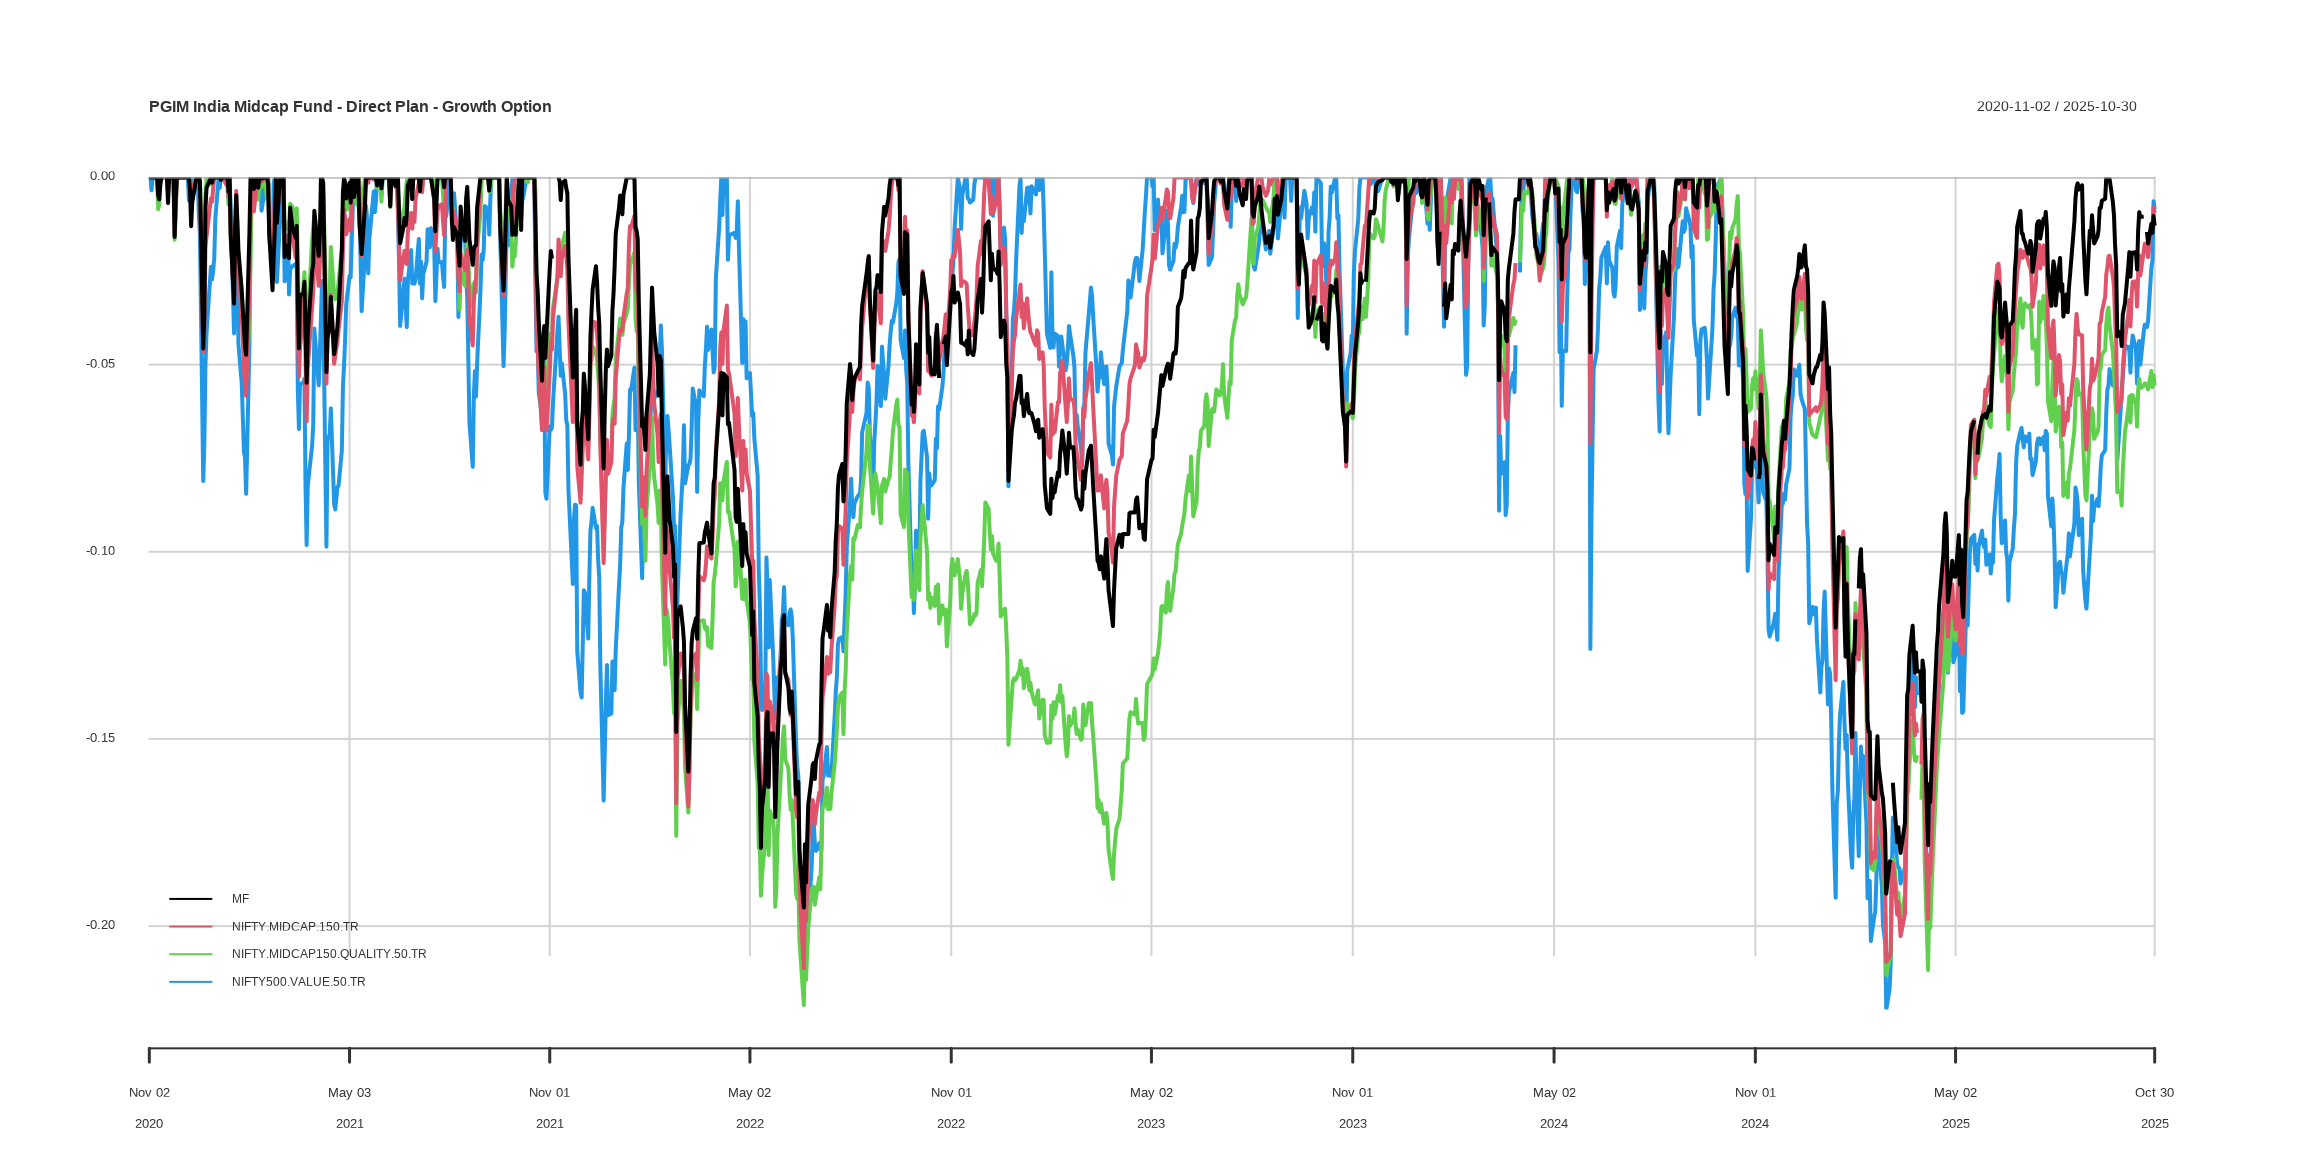 PGIM India Midcap Fund - Direct Plan - Growth Option
2020-11-02 / 2025-10-30
0.00
-0.05
-0.10
-0.15
-0.20
MF
NIFTY.MIDCAP.150.TR
NIFTY.MIDCAP150.QUALITY.50.TR
NIFTY500.VALUE.50.TR
Nov 02 May 03 Nov 01 May 02 Nov 01 May 02 Nov 01 May 02 Nov 01 May 02 Oct 30
2020 2021 2021 2022 2022 2023 2023 2024 2024 2025 2025